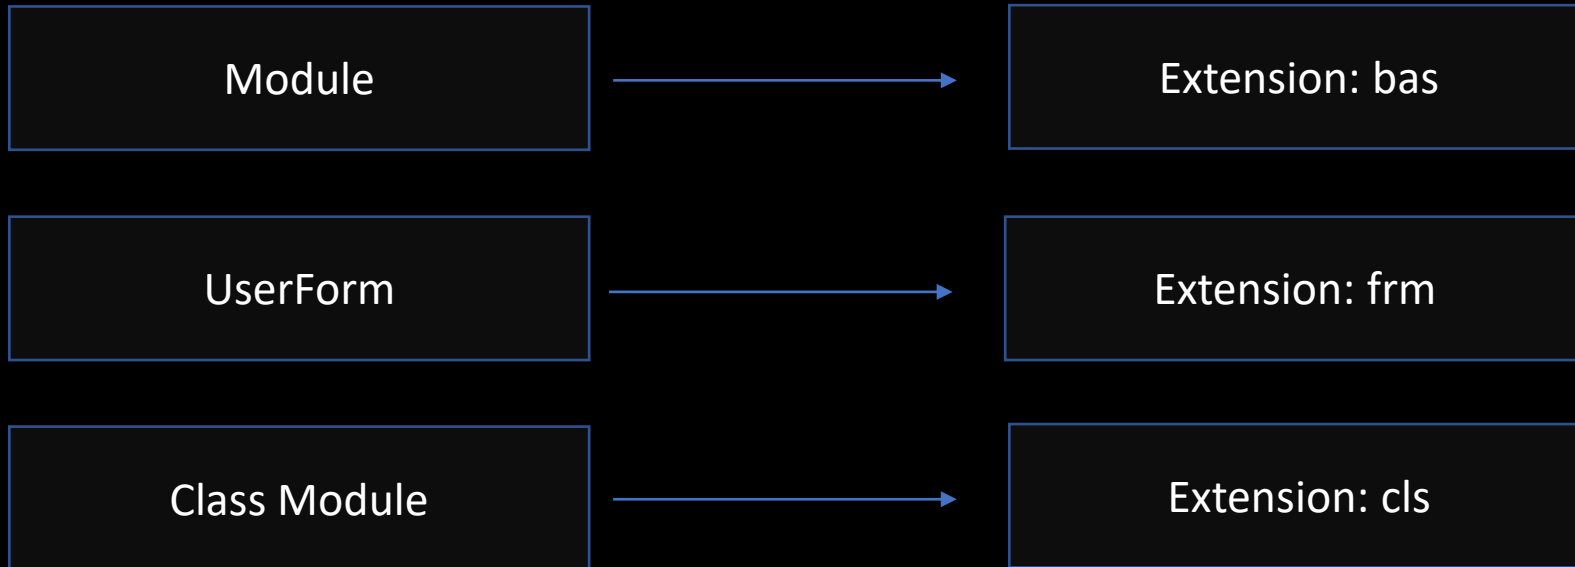 Module
Extension: bas
UserForm
Extension: frm
Class Module
Extension: cls